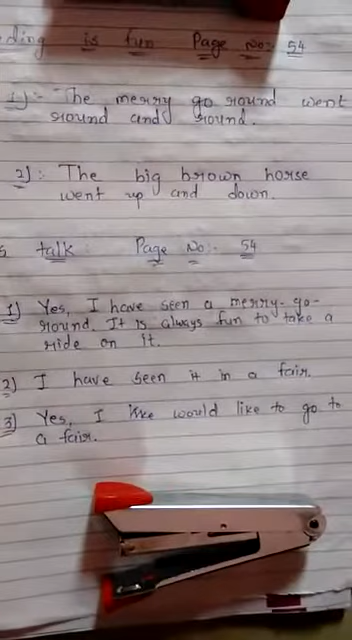 ding is fun Page No:- 54
1):- The merry go round went
round and round.
2): The big brown horse
went up and down.
s talk: Page No:- 54
1) Yes, I have seen a merry-go-
round. It is always fun to take a
ride on it.
2) I have seen it in a fair.
3) Yes, I would like to go to
a fair.